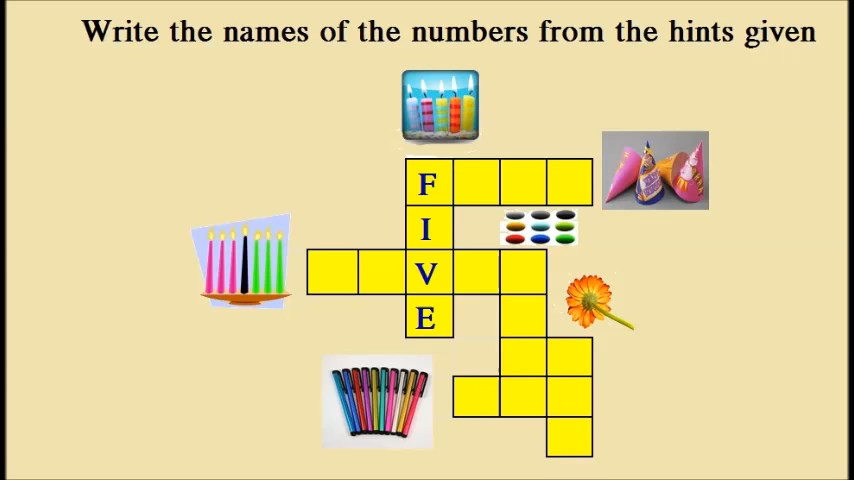 Write the names of the numbers from the hints given
F
I
V
E